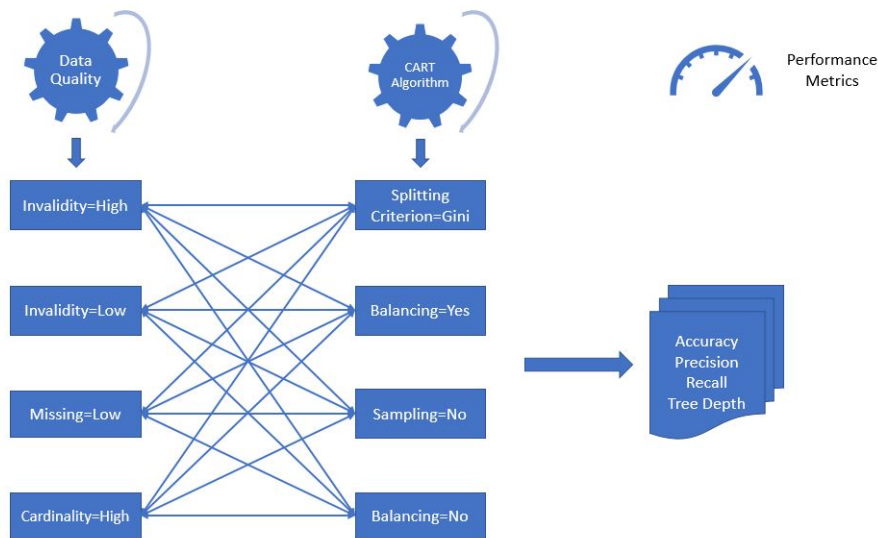 Data
Quality
CART
Algorithm
Performance
Metrics
Invalidity=High
Splitting
Criterion=Gini
Invalidity=Low
Balancing=Yes
Accuracy
Precision
Recall
Tree Depth
Missing=Low
Sampling=No
Cardinality=High
Balancing=No